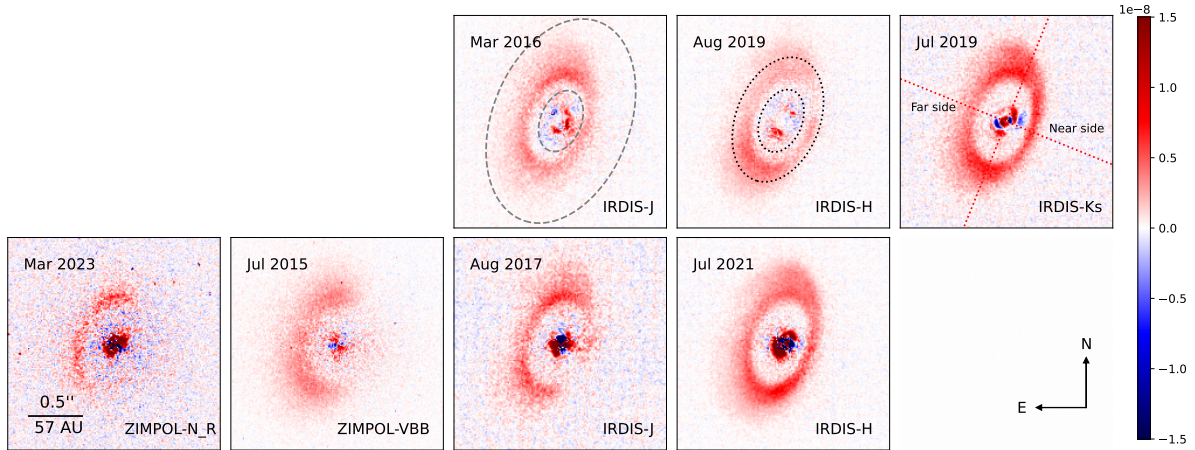 1e−8
Mar 2016
IRDIS-J
Aug 2019
IRDIS-H
Jul 2019
Far side
Near side
IRDIS-Ks
1.5
1.0
0.5
0.0
−0.5
−1.0
−1.5
Mar 2023
0.5''
57 AU
ZIMPOL-N_R
Jul 2015
ZIMPOL-VBB
Aug 2017
IRDIS-J
Jul 2021
IRDIS-H
N
E